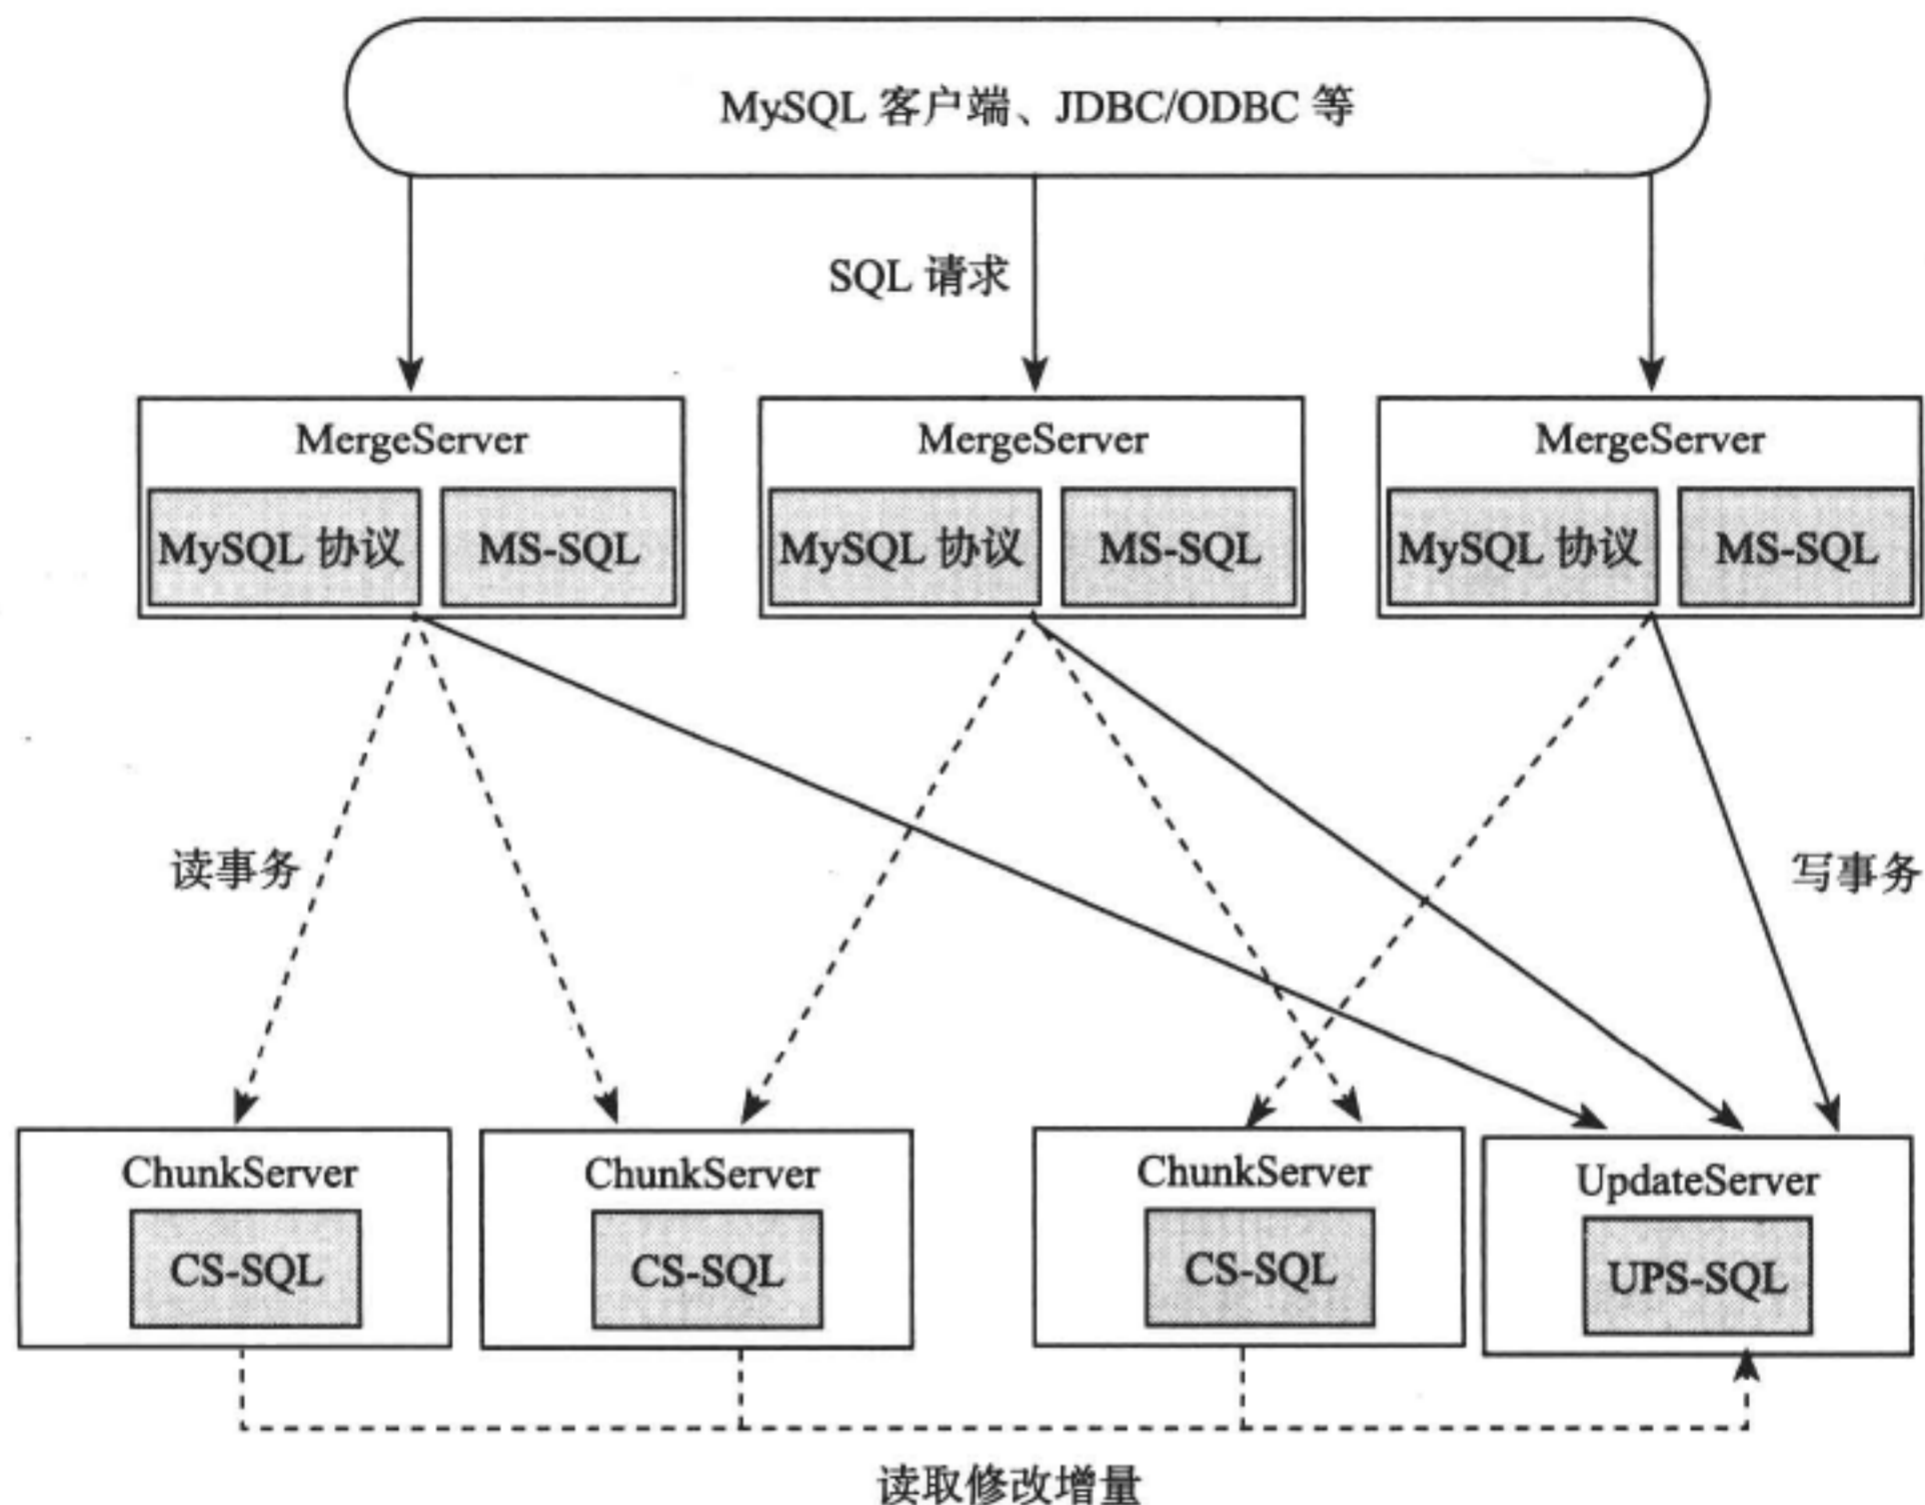 MySQL 客户端、JDBC/ODBC 等
SQL 请求
MergeServer
MySQL 协议
MS-SQL
MergeServer
MySQL 协议
MS-SQL
MergeServer
MySQL 协议
MS-SQL
读事务
写事务
ChunkServer
CS-SQL
ChunkServer
CS-SQL
ChunkServer
CS-SQL
UpdateServer
UPS-SQL
读取修改增量